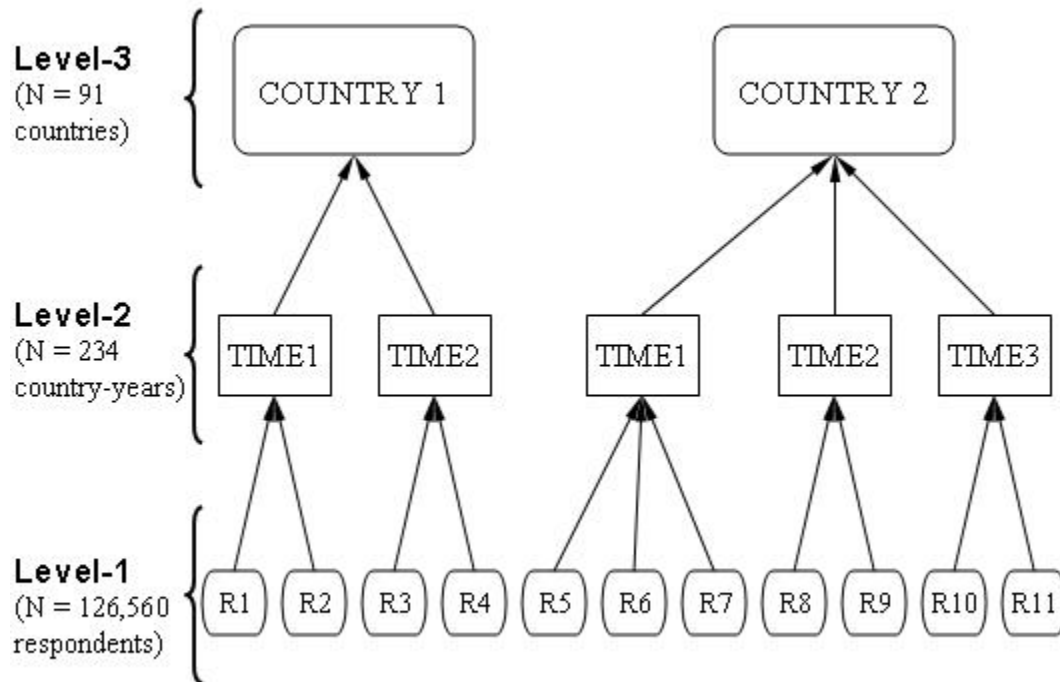 Level-3
(N = 91
countries)
COUNTRY 1
COUNTRY 2
Level-2
(N = 234
country-years)
TIME1
TIME2
TIME1
TIME2
TIME3
Level-1
(N = 126,560
respondents)
R1
R2
R3
R4
R5
R6
R7
R8
R9
R10
R11